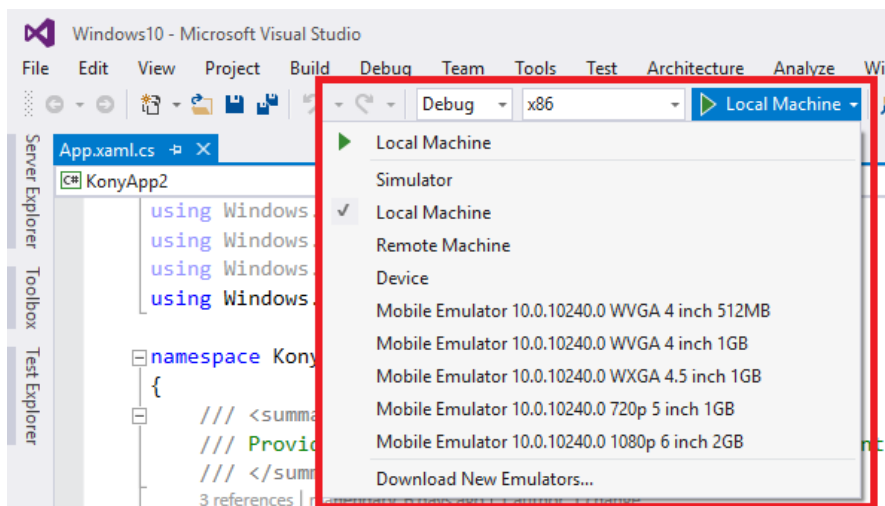 Windows10 - Microsoft Visual Studio
File Edit View Project Build Debug Team Tools Test Architecture Analyze
Debug x86 Local Machine
Server Explorer
Toolbox
Test Explorer
App.xaml.cs
C# KonyApp2
using Windows.
using Windows.
using Windows.
using Windows.
namespace Kony
{
/// <summa
/// Provid
/// </summ
3 references
Local Machine
Simulator
Local Machine
Remote Machine
Device
Mobile Emulator 10.0.10240.0 WVGA 4 inch 512MB
Mobile Emulator 10.0.10240.0 WVGA 4 inch 1GB
Mobile Emulator 10.0.10240.0 WXGA 4.5 inch 1GB
Mobile Emulator 10.0.10240.0 720p 5 inch 1GB
Mobile Emulator 10.0.10240.0 1080p 6 inch 2GB
Download New Emulators...